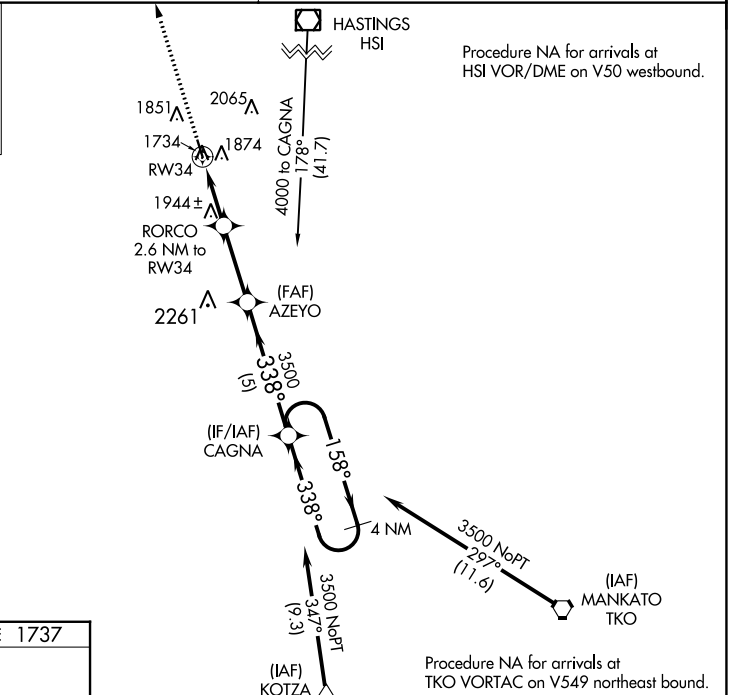 HASTINGS
HSI
Procedure NA for arrivals at
HSI VOR/DME on V50 westbound.
4000 to CAGNA
178°
(41.7)
1851
2065
1734
1874
RW34
1944±
RORCO
2.6 NM to
RW34
(FAF)
AZEYO
2261
3500
338°
(5)
(IF/IAF)
CAGNA
158°
338°
4 NM
3500 NoPT
297°
(11.6)
(IAF)
MANKATO
TKO
3500 NoPT
347°
(9.3)
(IAF)
KOTZA
Procedure NA for arrivals at
TKO VORTAC on V549 northeast bound.
1737